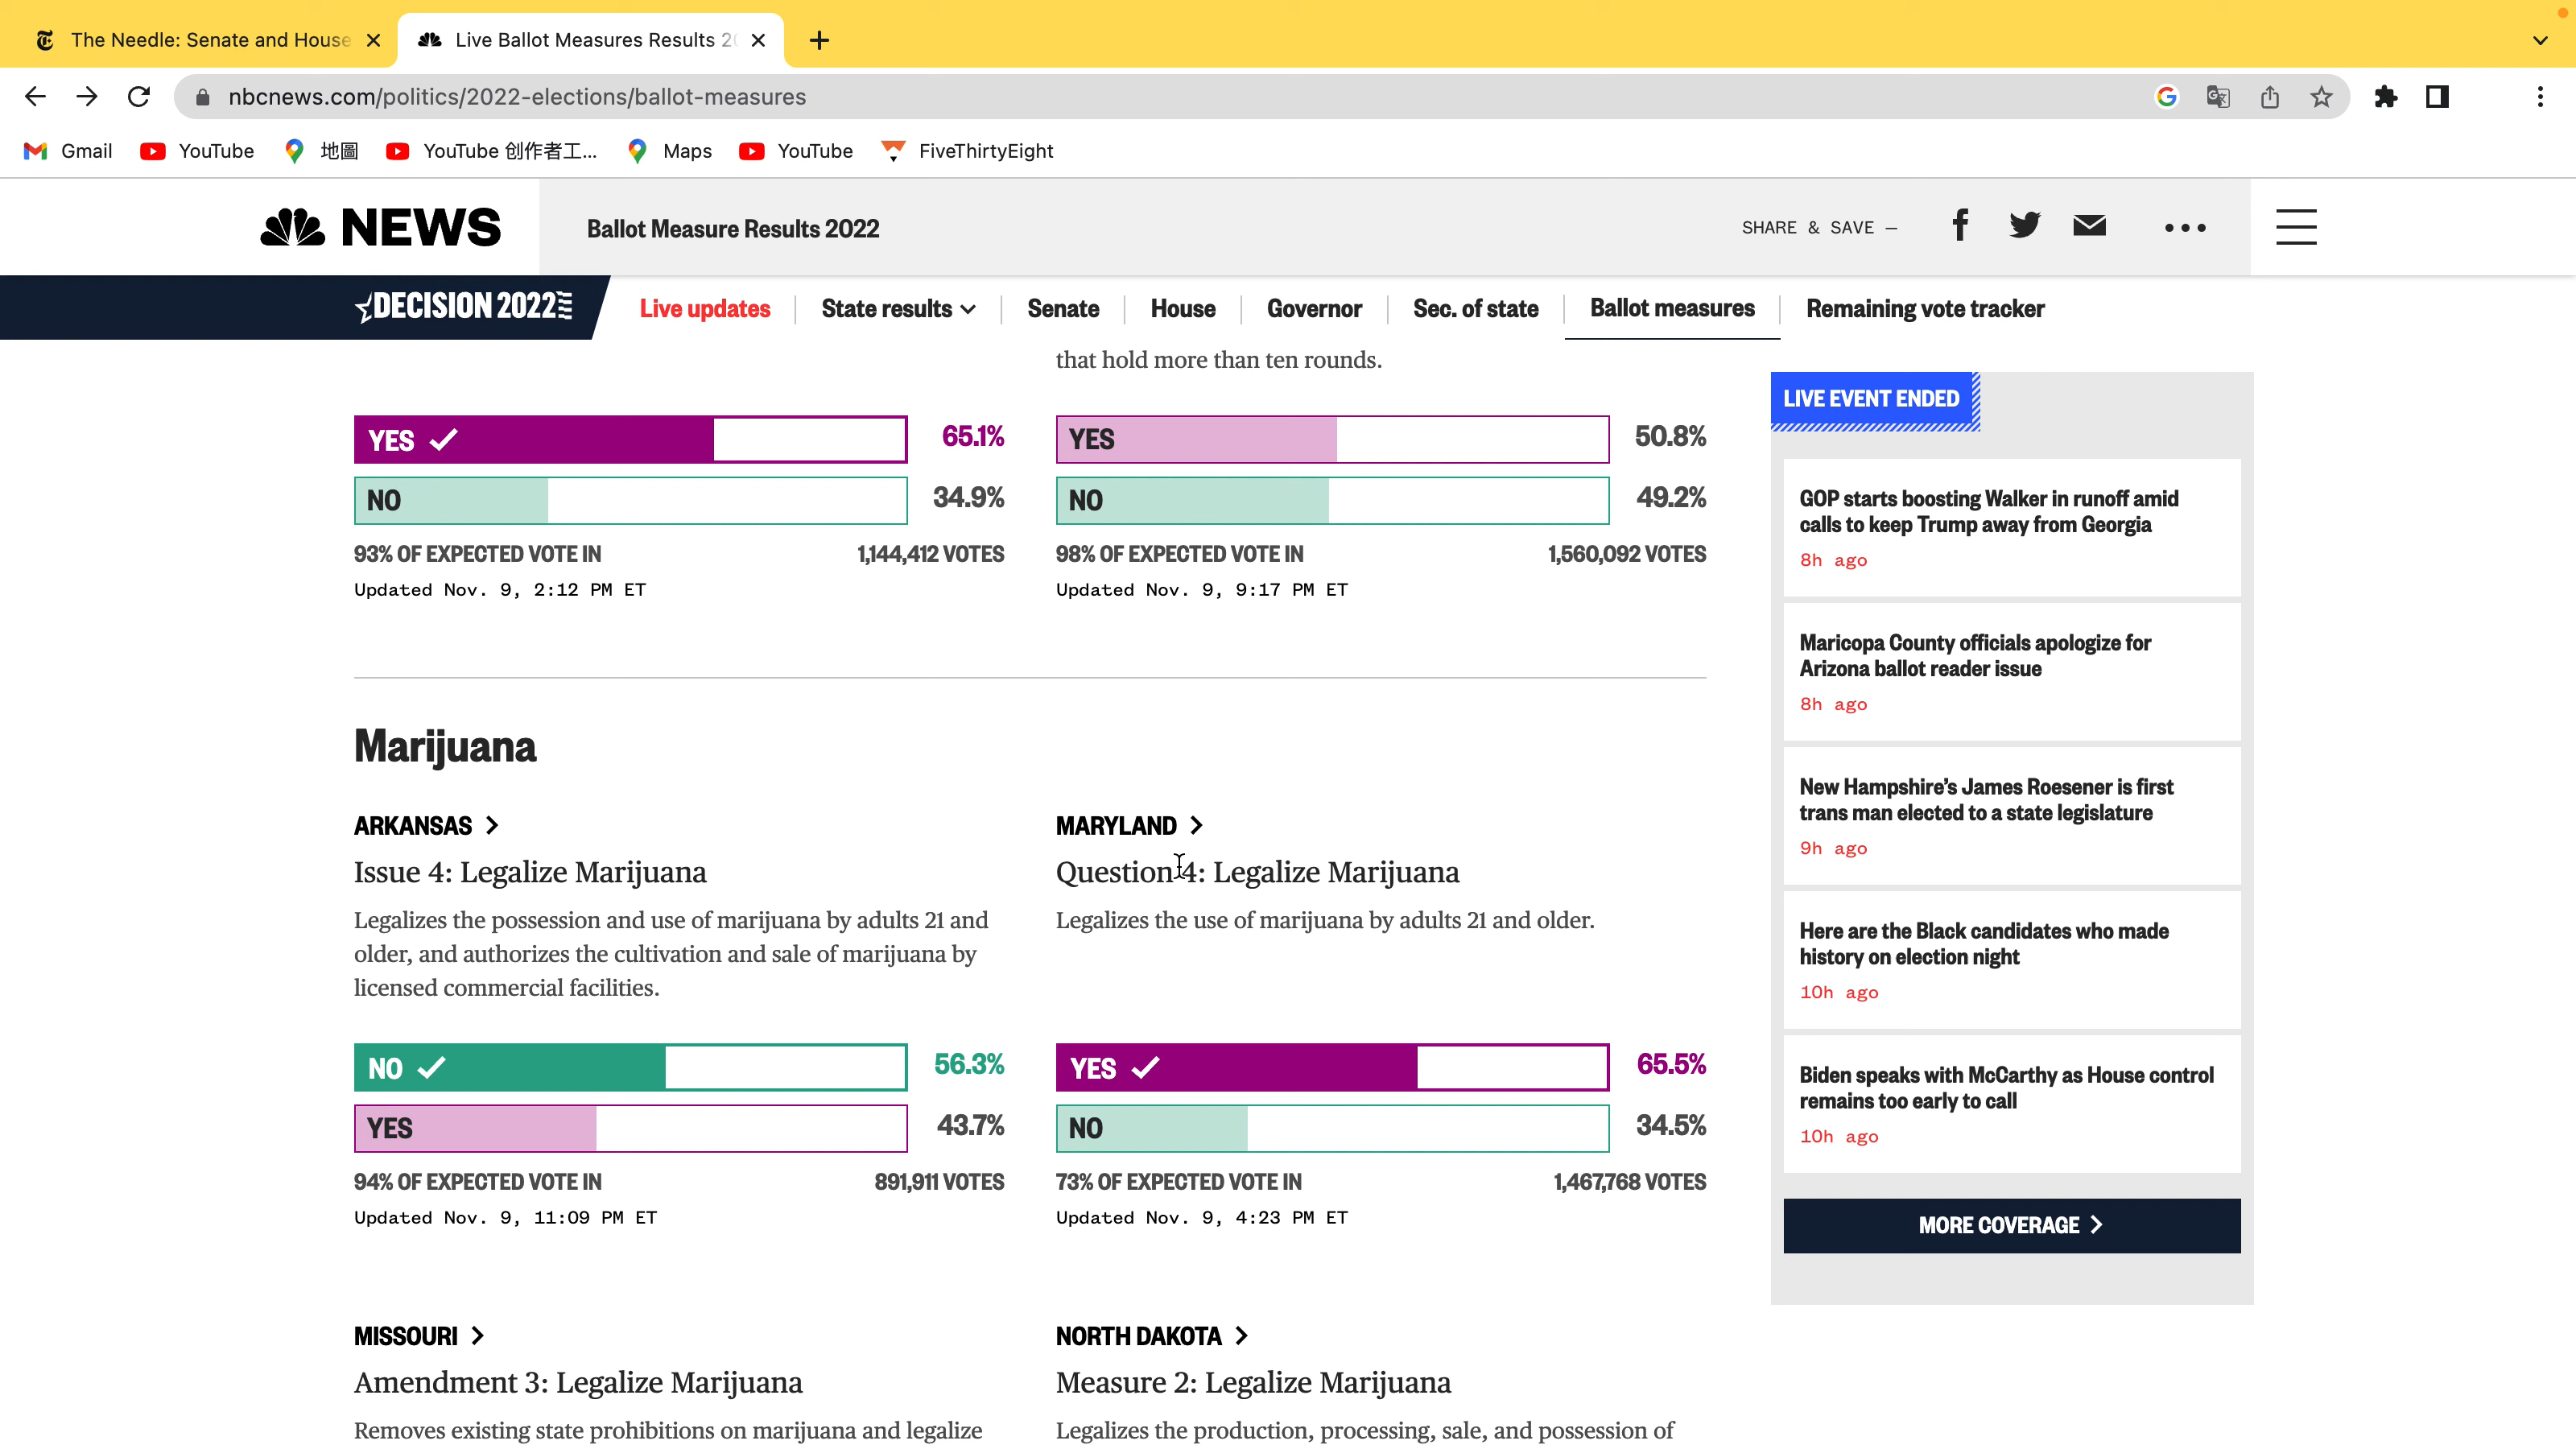 The Needle: Senate and House
Live Ballot Measures Results 2
nbcnews.com/politics/2022-elections/ballot-measures
Gmail
YouTube
地圖
YouTube 创作者工...
Maps
YouTube
FiveThirtyEight
NEWS
Ballot Measure Results 2022
SHARE & SAVE —
DECISION 2022
Live updates
State results
Senate
House
Governor
Sec. of state
Ballot measures
Remaining vote tracker
that hold more than ten rounds.
YES 65.1%
NO 34.9%
93% OF EXPECTED VOTE IN 1,144,412 VOTES
Updated Nov. 9, 2:12 PM ET
YES 50.8%
NO 49.2%
98% OF EXPECTED VOTE IN 1,560,092 VOTES
Updated Nov. 9, 9:17 PM ET
Marijuana
ARKANSAS
Issue 4: Legalize Marijuana
Legalizes the possession and use of marijuana by adults 21 and
older, and authorizes the cultivation and sale of marijuana by
licensed commercial facilities.
NO 56.3%
YES 43.7%
94% OF EXPECTED VOTE IN 891,911 VOTES
Updated Nov. 9, 11:09 PM ET
MARYLAND
Question 4: Legalize Marijuana
Legalizes the use of marijuana by adults 21 and older.
YES 65.5%
NO 34.5%
73% OF EXPECTED VOTE IN 1,467,768 VOTES
Updated Nov. 9, 4:23 PM ET
MISSOURI
Amendment 3: Legalize Marijuana
Removes existing state prohibitions on marijuana and legalize
NORTH DAKOTA
Measure 2: Legalize Marijuana
Legalizes the production, processing, sale, and possession of
LIVE EVENT ENDED
GOP starts boosting Walker in runoff amid
calls to keep Trump away from Georgia
8h ago
Maricopa County officials apologize for
Arizona ballot reader issue
8h ago
New Hampshire's James Roesener is first
trans man elected to a state legislature
9h ago
Here are the Black candidates who made
history on election night
10h ago
Biden speaks with McCarthy as House control
remains too early to call
10h ago
MORE COVERAGE